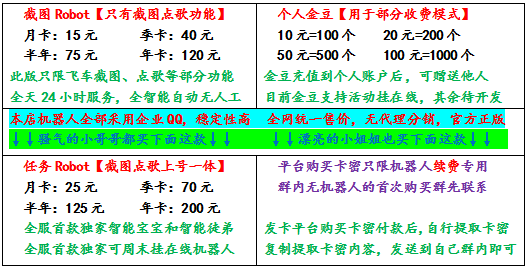 截图 Robot【只有截图点歌功能】
月卡：15 元 季卡：40 元
半年：75 元 年卡：120 元
此版只限飞车截图、点歌等部分功能
全天 24 小时服务，全智能自动无人工
个人金豆【用于部分收费模式】
10 元=100 个 20 元=200 个
50 元=500 个 100 元=1000 个
金豆充值到个人账户后，可赠送他人
目前金豆支持活动挂在线，其余待开发
本店机器人全部采用企业 QQ，稳定性高 全网统一售价，无代理分销，官方正版
↓↓骚气的小哥哥都买下面这款↓↓ ↓↓漂亮的小姐姐也买下面这款↓↓
任务 Robot【截图点歌上号一体】
月卡：25 元 季卡：70 元
半年：125 元 年卡：200 元
全服首款独家智能宝宝和智能徒弟
全服首款独家可周末挂在线机器人
平台购买卡密只限机器人续费专用
群内无机器人的首次购买群先联系
发卡平台购买卡密付款后，自行提取卡密
复制提取卡密内容，发送到自己群内即可